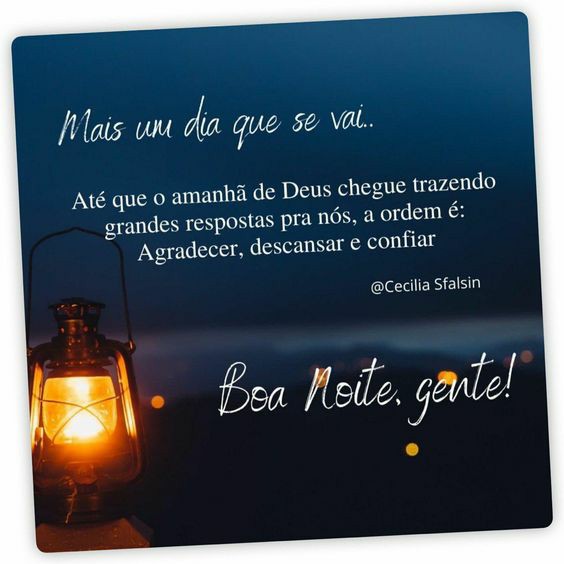 Mais um dia que se vai..
Até que o amanhã de Deus chegue trazendo
grandes respostas pra nós, a ordem é:
Agradecer, descansar e confiar
@Cecilia Sfalsin
Boa Noite, gente!